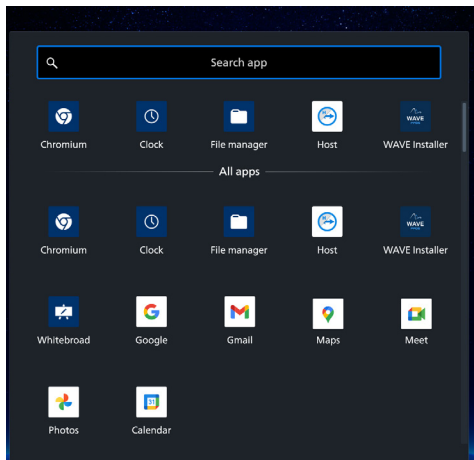 Search app
Chromium
Clock
File manager
Host
WAVE
WAVE Installer
All apps
Chromium
Clock
File manager
Host
WAVE
WAVE Installer
Whitebroad
Google
Gmail
Maps
Meet
31
Photos
Calendar